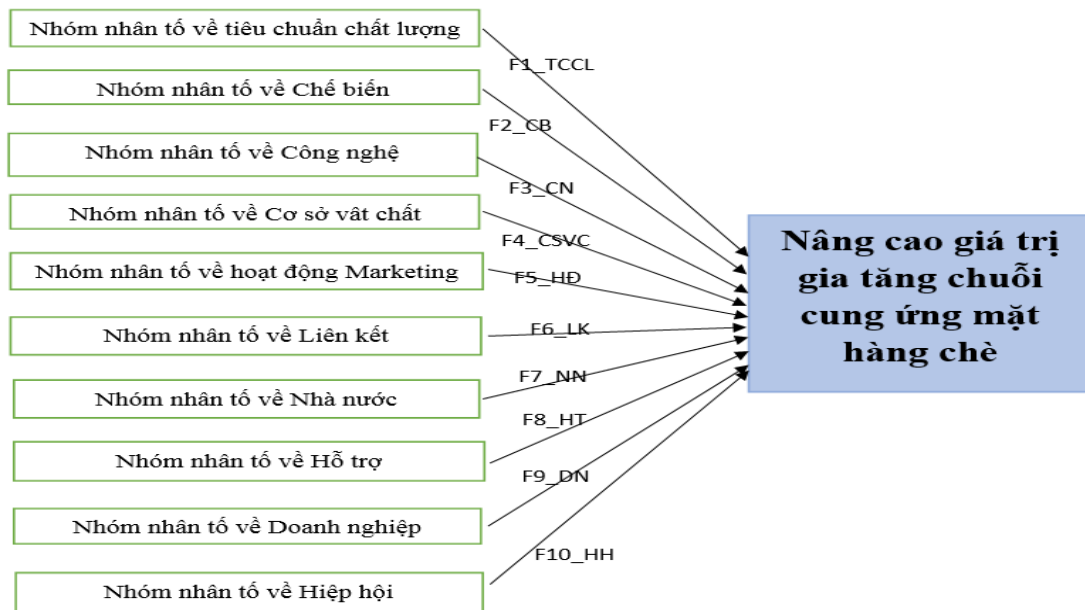 Nhóm nhân tố về tiêu chuẩn chất lượng
F1_TCCL
Nhóm nhân tố về Chế biến
F2_CB
Nhóm nhân tố về Công nghệ
F3_CN
Nhóm nhân tố về Cơ sở vât chất
F4_CSVC
Nhóm nhân tố về hoạt động Marketing
F5_HĐ
Nhóm nhân tố về Liên kết
F6_LK
Nhóm nhân tố về Nhà nước
F7_NN
Nhóm nhân tố về Hỗ trợ
F8_HT
Nhóm nhân tố về Doanh nghiệp
F9_DN
Nhóm nhân tố về Hiệp hội
F10_HH
Nâng cao giá trị
gia tăng chuỗi
cung ứng mặt
hàng chè